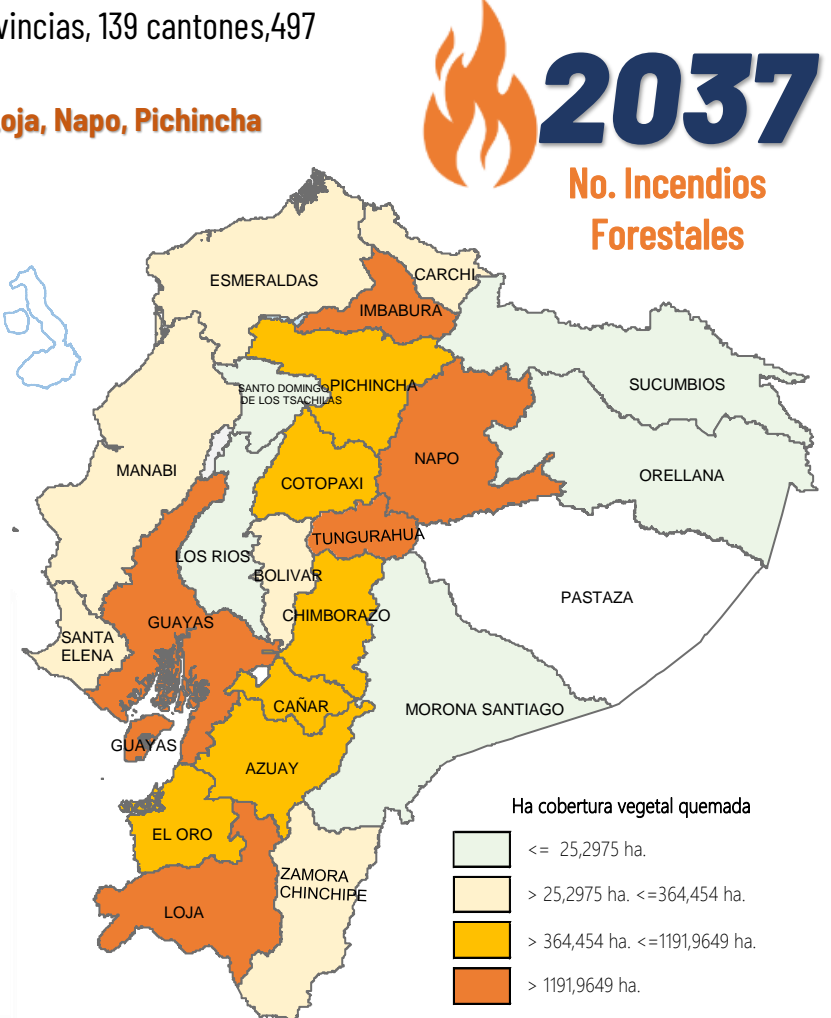 vincias, 139 cantones,497
oja, Napo, Pichincha
2037
No. Incendios
Forestales
ESMERALDAS
CARCHI
IMBABURA
SANTO DOMINGO
DE LOS TSACHILAS
PICHINCHA
SUCUMBIOS
NAPO
ORELLANA
MANABI
COTOPAXI
TUNGURAHUA
LOS RIOS
BOLIVAR
PASTAZA
CHIMBORAZO
GUAYAS
SANTA
ELENA
CAÑAR
MORONA SANTIAGO
GUAYAS
AZUAY
EL ORO
ZAMORA
CHINCHIPE
LOJA
Ha cobertura vegetal quemada
<= 25,2975 ha.
> 25,2975 ha. <=364,454 ha.
> 364,454 ha. <=1191,9649 ha.
> 1191,9649 ha.